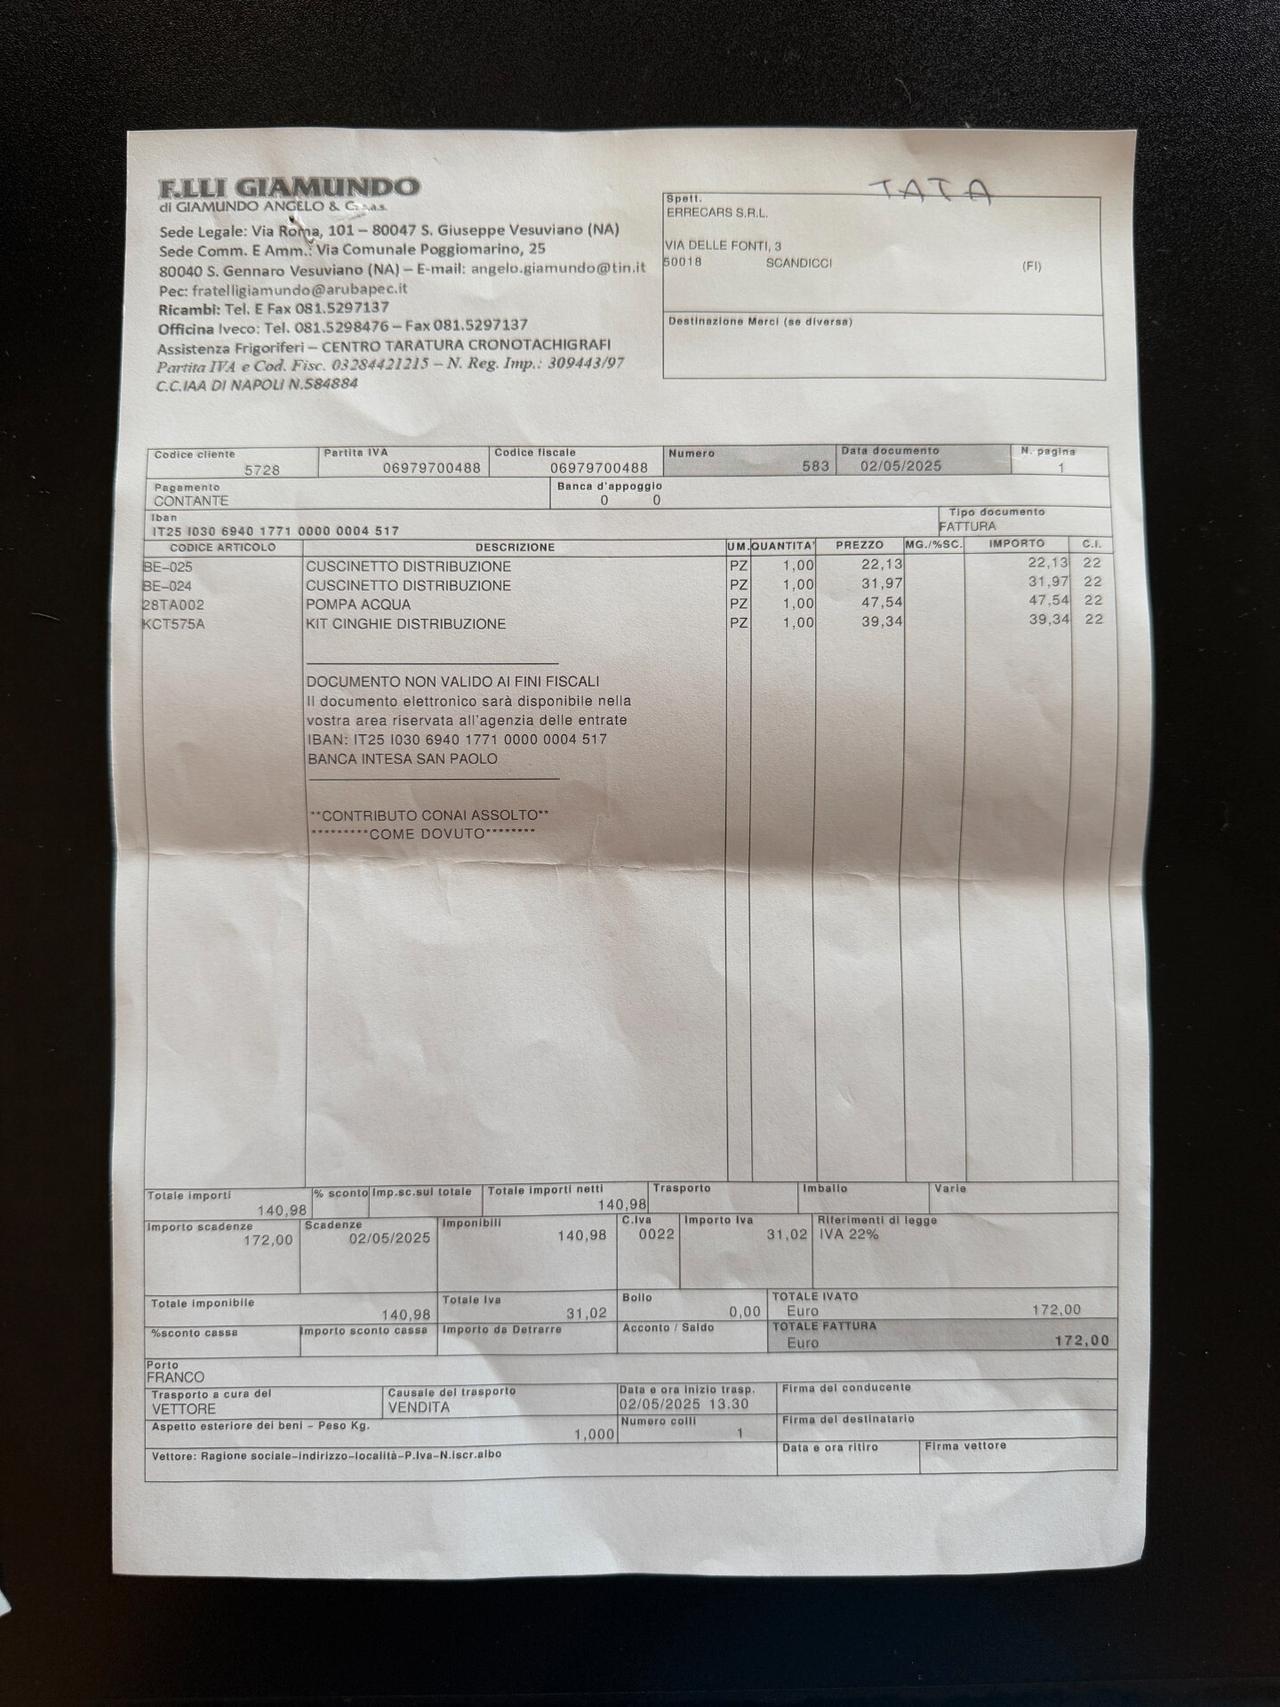 F.LLI GIAMUNDO
di GIAMUNDO ANGELO & C. s.a.s.
Sede Legale: Via Roma, 101 – 80047 S. Giuseppe Vesuviano (NA)
Sede Comm. E Amm.: Via Comunale Poggiomarino, 25
80040 S. Gennaro Vesuviano (NA) – E-mail: angelo.giamundo@tin.it
Pec: fratelligiamundo@arubapec.it
Ricambi: Tel. E Fax 081.5297137
Officina Iveco: Tel. 081.5298476 – Fax 081.5297137
Assistenza Frigoriferi – CENTRO TARATURA CRONOTACHIGRAFI
Partita IVA e Cod. Fisc. 03284421215 – N. Reg. Imp.: 309443/97
C.C.IAA DI NAPOLI N.584884
TATA
Spett.
ERRECARS S.R.L.
VIA DELLE FONTI, 3
50018 SCANDICCI (FI)
Destinazione Merci (se diversa)
Codice cliente Partita IVA Codice fiscale Numero Data documento N. pagina
5728 06979700488 06979700488 583 02/05/2025 1
Pagamento Banca d'appoggio
CONTANTE 0 0
Iban Tipo documento
IT25 I030 6940 1771 0000 0004 517 FATTURA
CODICE ARTICOLO DESCRIZIONE UM. QUANTITA' PREZZO MG./%SC. IMPORTO C.I.
BE-025 CUSCINETTO DISTRIBUZIONE PZ 1,00 22,13 22,13 22
BE-024 CUSCINETTO DISTRIBUZIONE PZ 1,00 31,97 31,97 22
28TA002 POMPA ACQUA PZ 1,00 47,54 47,54 22
KCT575A KIT CINGHIE DISTRIBUZIONE PZ 1,00 39,34 39,34 22
DOCUMENTO NON VALIDO AI FINI FISCALI
Il documento elettronico sarà disponibile nella
vostra area riservata all'agenzia delle entrate
IBAN: IT25 I030 6940 1771 0000 0004 517
BANCA INTESA SAN PAOLO
**CONTRIBUTO CONAI ASSOLTO**
*********COME DOVUTO********
Totale importi % sconto Imp.sc.sul totale Totale importi netti Trasporto Imballo Varie
140,98 140,98
Importo scadenze Scadenze Imponibili C.Iva Importo Iva Riferimenti di legge
172,00 02/05/2025 140,98 0022 31,02 IVA 22%
Totale imponibile Totale Iva Bollo TOTALE IVATO
140,98 31,02 0,00 Euro 172,00
%sconto cassa Importo sconto cassa Importo da Detrarre Acconto / Saldo TOTALE FATTURA
Euro 172,00
Porto
FRANCO
Trasporto a cura del Causale del trasporto Data e ora inizio trasp. Firma del conducente
VETTORE VENDITA 02/05/2025 13.30
Aspetto esteriore dei beni – Peso Kg. Numero colli Firma del destinatario
1,000 1
Vettore: Ragione sociale–indirizzo–località–P.Iva–N.iscr.albo Data e ora ritiro Firma vettore